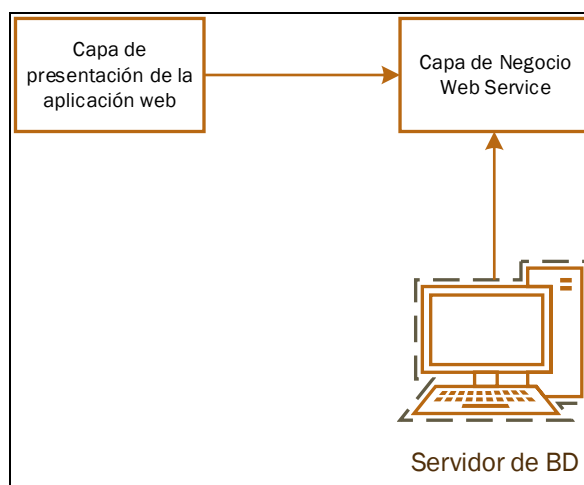 Capa de
presentación de la
aplicación web
Capa de Negocio
Web Service
Servidor de BD